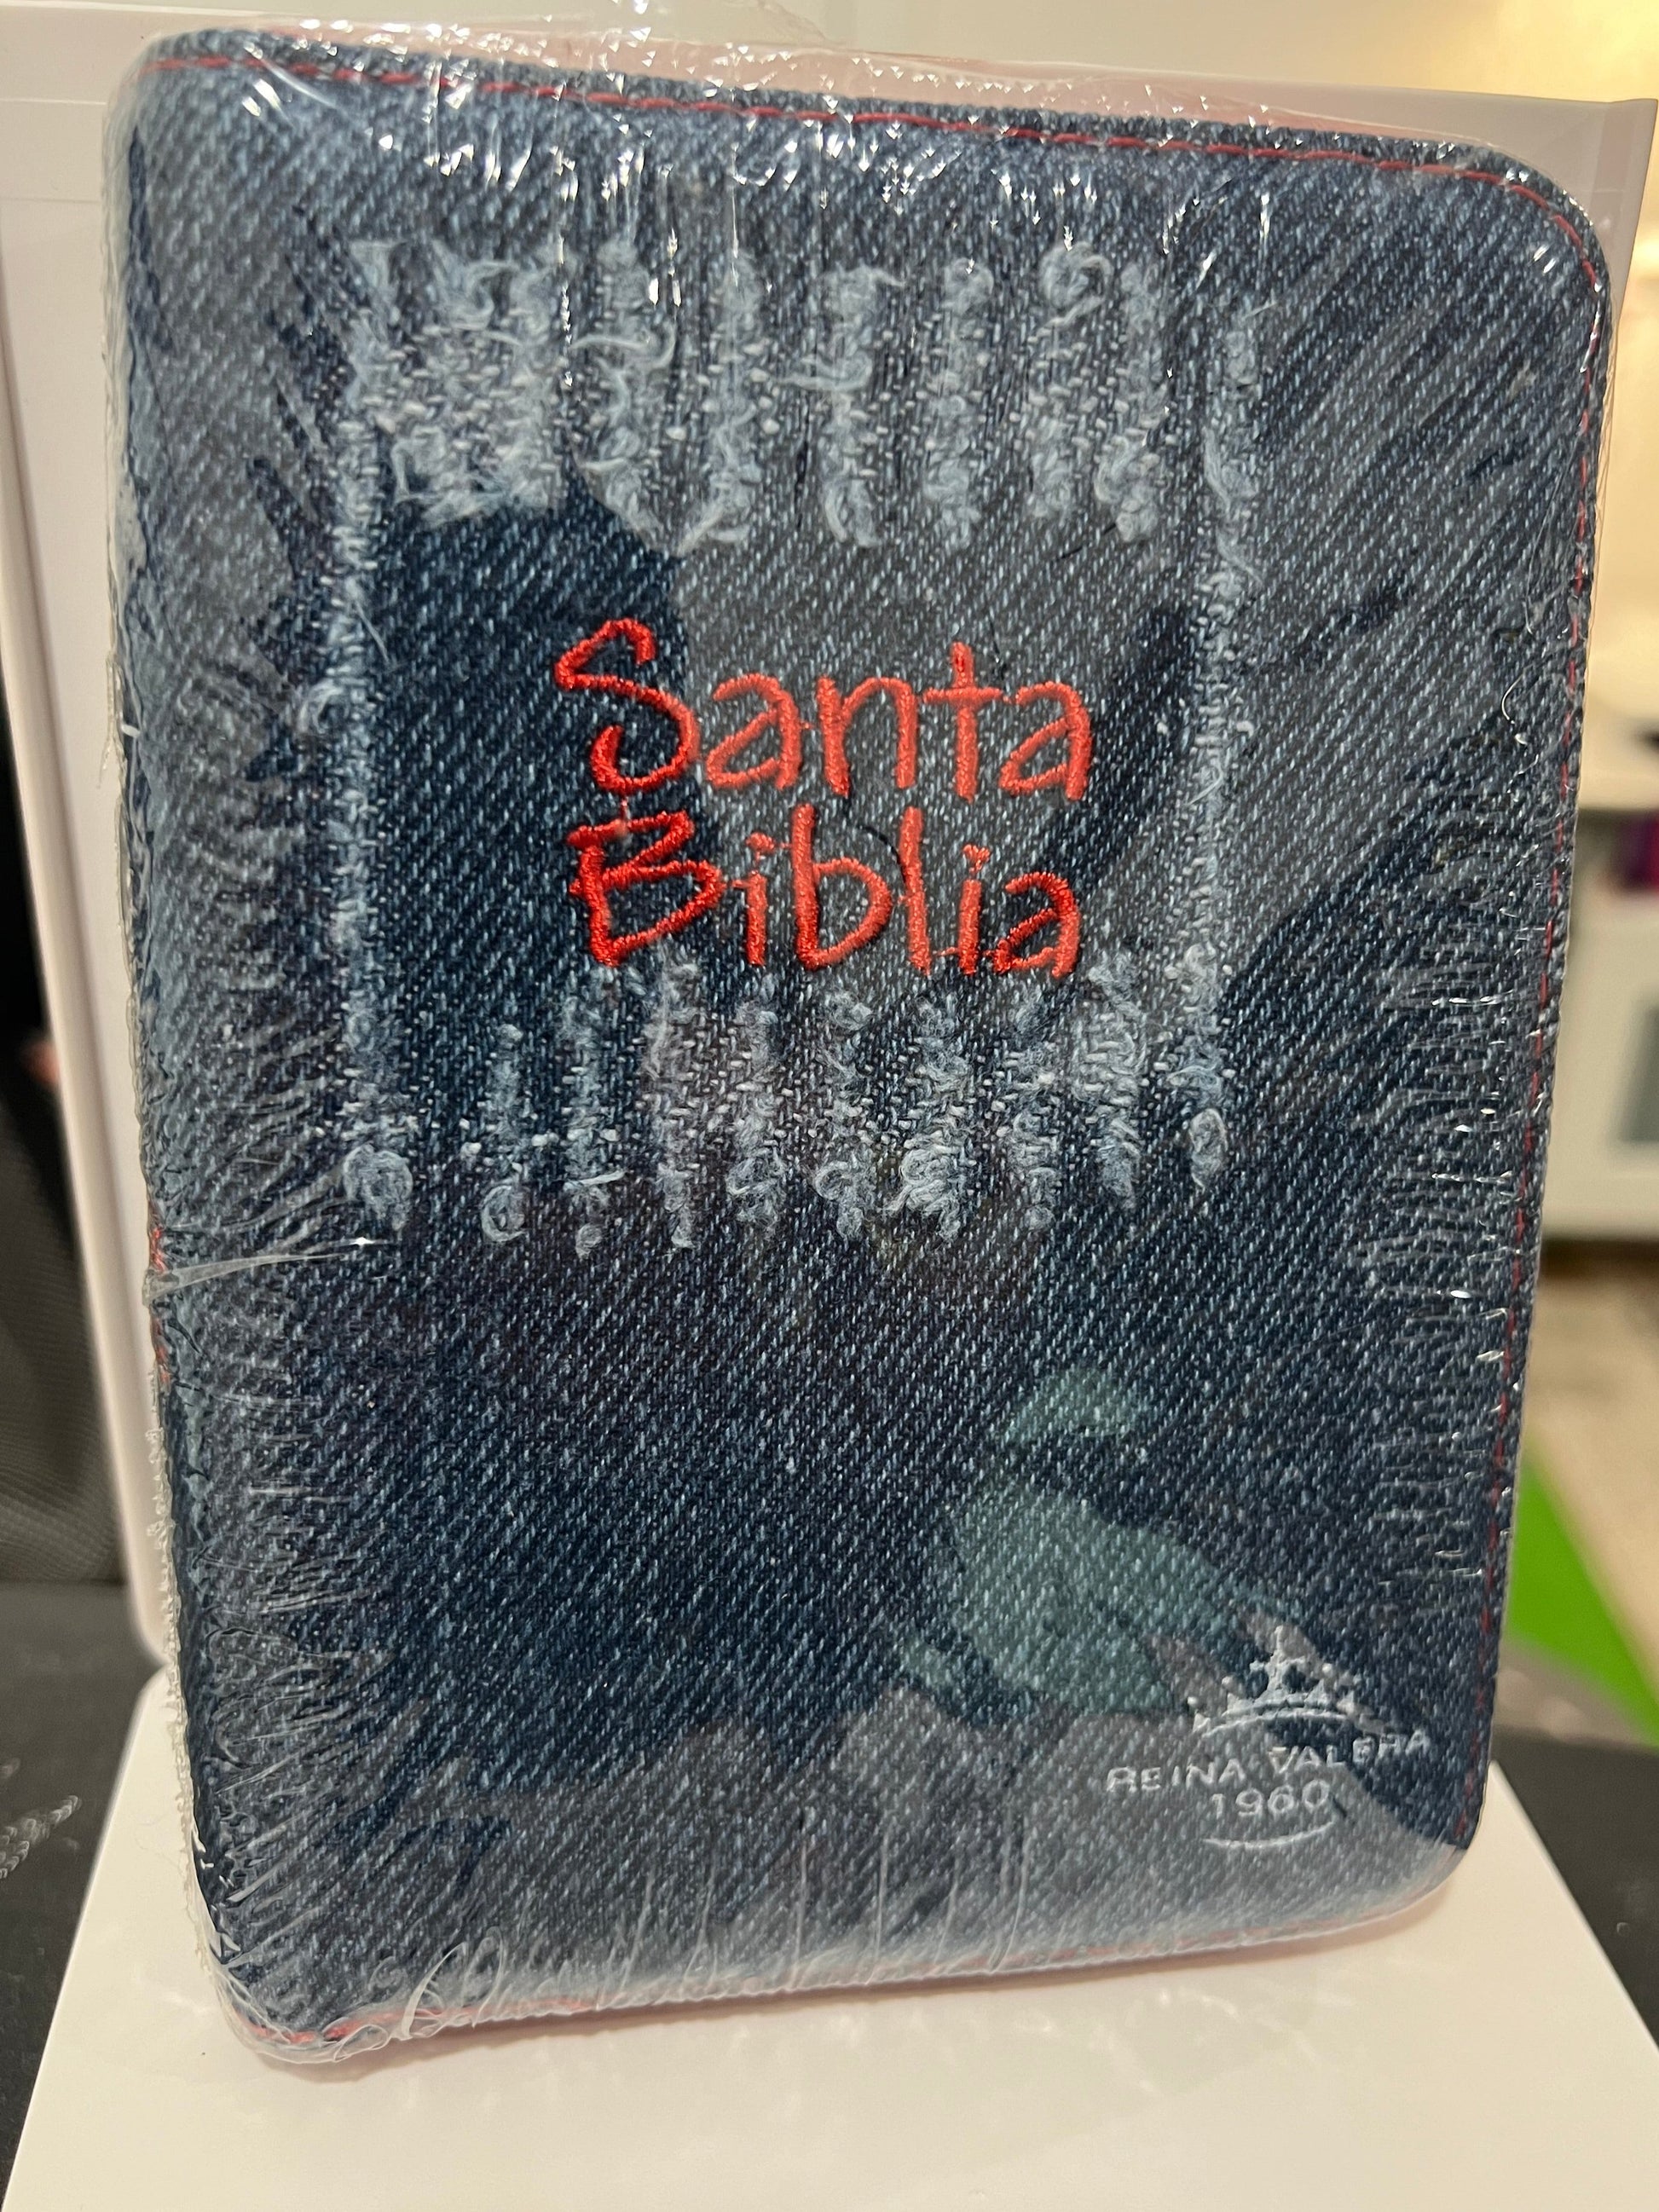 Santa
Biblia
REINA VALERA
1960